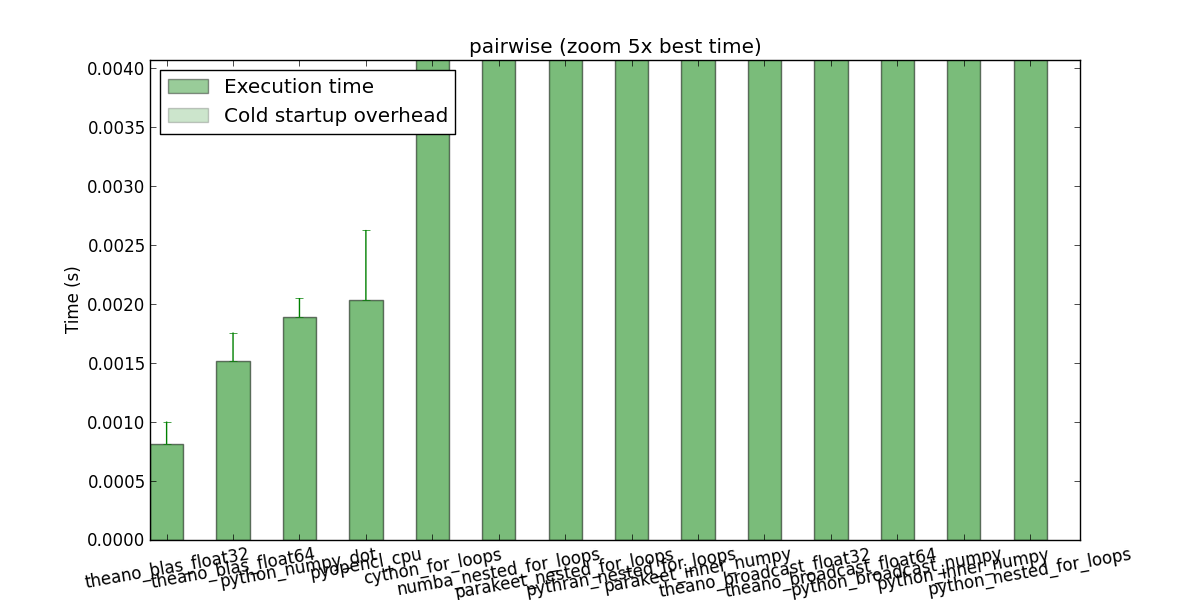 pairwise (zoom 5x best time)
Execution time
Cold startup overhead
Time (s)
0.0040
0.0035
0.0030
0.0025
0.0020
0.0015
0.0010
0.0005
0.0000
theano_blas_float32
theano_blas_float64
python_numpy_dot
pyopencl_cpu
cython_for_loops
numba_nested_for_loops
parakeet_nested_for_loops
pythran_nested_for_loops
parakeet_inner_numpy
theano_broadcast_float32
theano_broadcast_float64
python_broadcast_numpy
python_inner_numpy
python_nested_for_loops